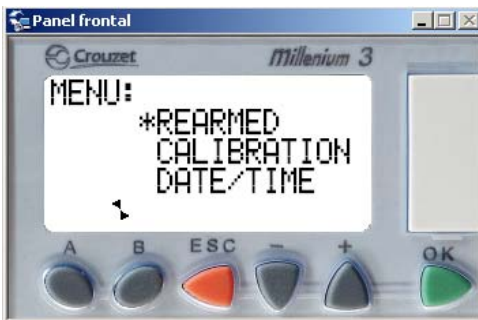 Panel frontal
Crouzet Millenium 3
MENU:
*REARMED
CALIBRATION
DATE/TIME
A B ESC - + OK